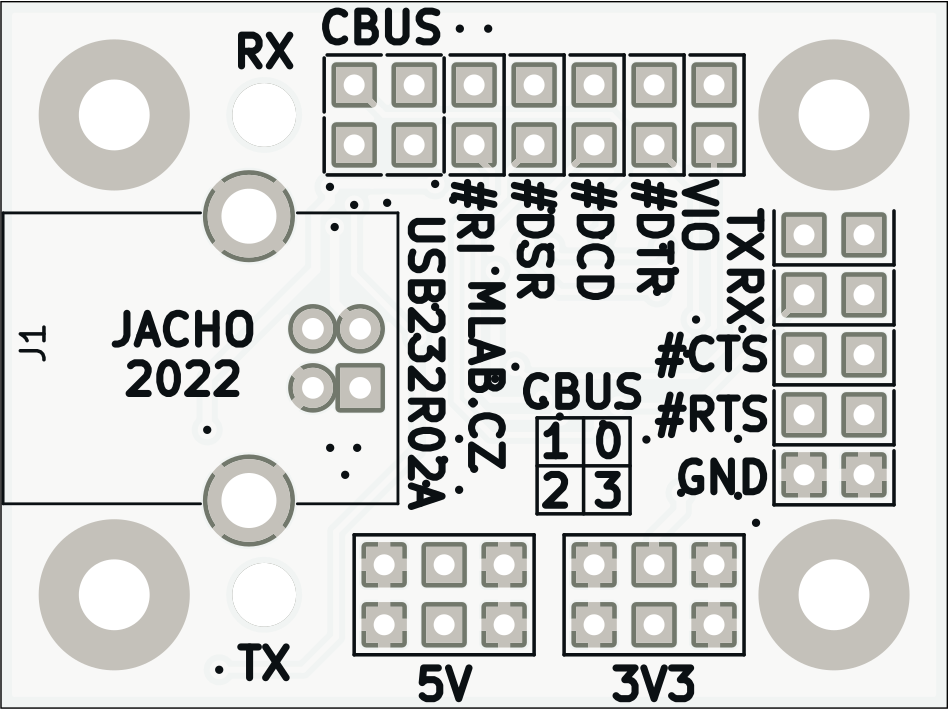 CBUS
RX
#RI
#DSR
#DCD
#DTR
VIO
TX
RX
#CTS
#RTS
GND
USB232R02A
MLAB.CZ
J1
JACHO
2022
CBUS
1 0
2 3
TX
5V
3V3